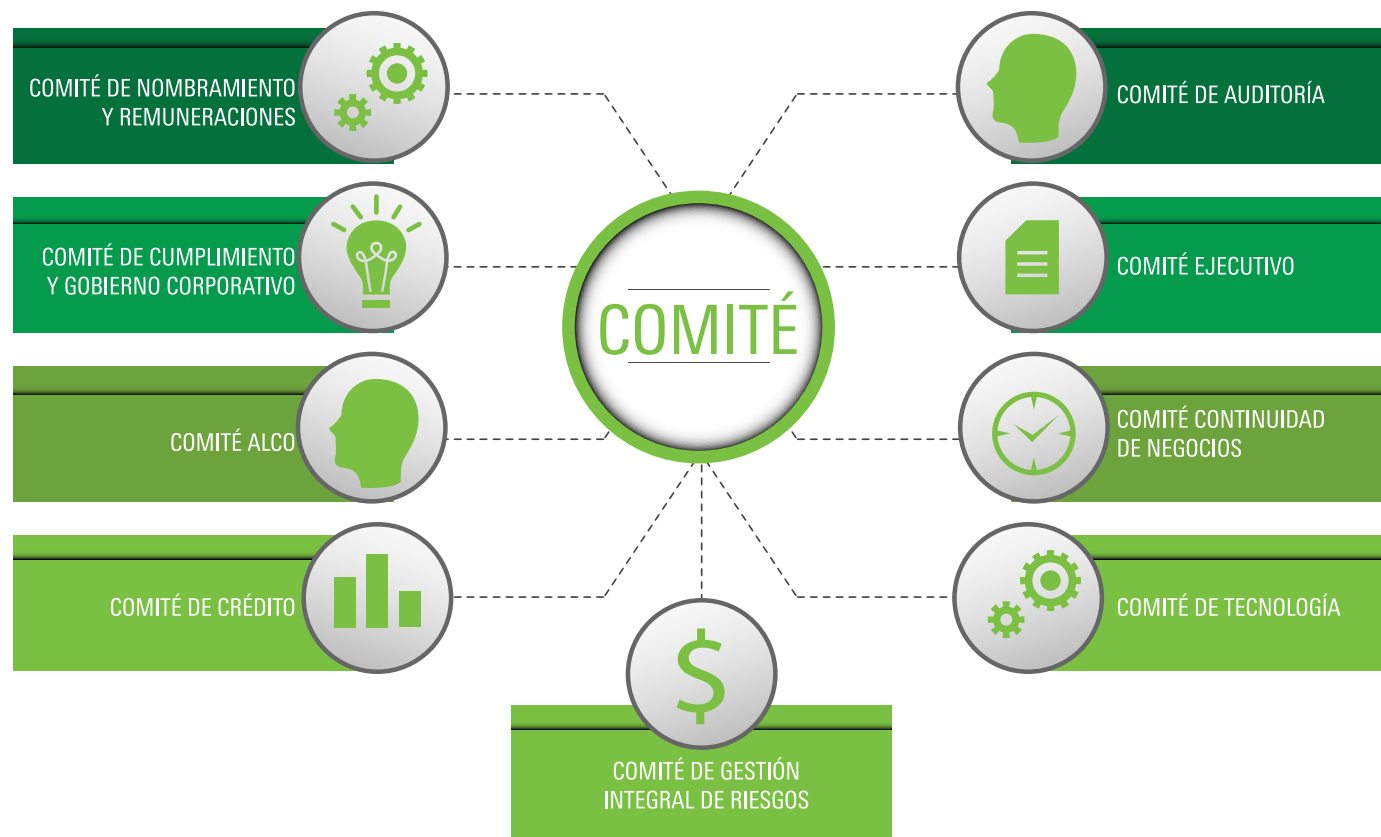 COMITÉ DE NOMBRAMIENTO
Y REMUNERACIONES
COMITÉ DE CUMPLIMIENTO
Y GOBIERNO CORPORATIVO
COMITÉ ALCO
COMITÉ DE CRÉDITO
COMITÉ
COMITÉ DE AUDITORÍA
COMITÉ EJECUTIVO
COMITÉ CONTINUIDAD
DE NEGOCIOS
COMITÉ DE TECNOLOGÍA
$
COMITÉ DE GESTIÓN
INTEGRAL DE RIESGOS